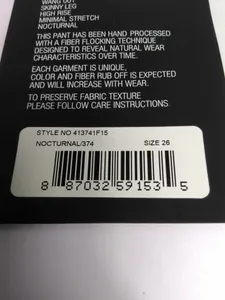 WANG 001
SKINNY LEG
HIGH RISE
MINIMAL STRETCH
NOCTURNAL
THIS PANT HAS BEEN HAND PROCESSED
WITH A FIBER FLOCKING TECHNIQUE
DESIGNED TO REVEAL NATURAL WEAR
CHARACTERISTICS OVER TIME.
EACH GARMENT IS UNIQUE,
COLOR AND FIBER RUB OFF IS EXPECTED
AND WILL INCREASE WITH WEAR.
TO PRESERVE FABRIC TEXTURE
PLEASE FOLLOW CARE INSTRUCTIONS.
STYLE NO 413741F15
NOCTURNAL/374 SIZE 26
8 87032 59153 5